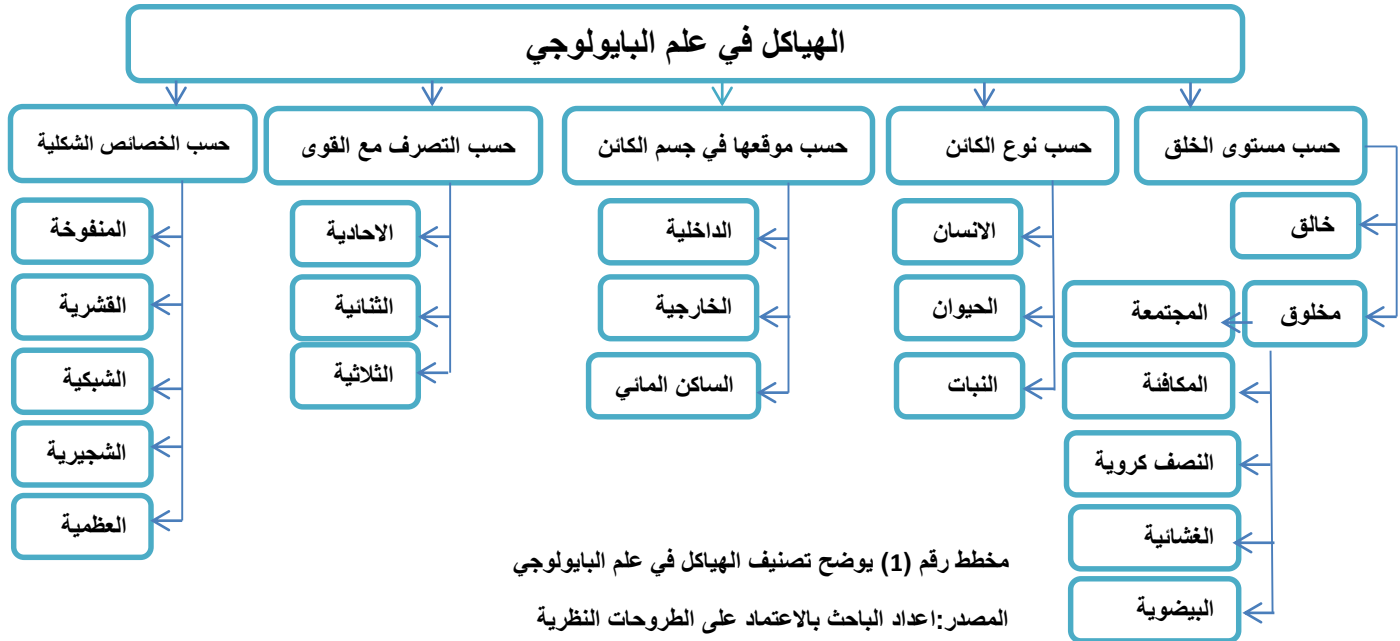 الهياكل في علم البايولوجي
حسب مستوى الخلق
حسب نوع الكائن
حسب موقعها في جسم الكائن
حسب التصرف مع القوى
حسب الخصائص الشكلية
خالق
مخلوق
المجتمعة
المكافئة
النصف كروية
الغشائية
البيضوية
الانسان
الحيوان
النبات
الداخلية
الخارجية
الساكن المائي
الاحادية
الثنائية
الثلاثية
المنفوخة
القشرية
الشبكية
الشجيرية
العظمية
مخطط رقم (1) يوضح تصنيف الهياكل في علم البايولوجي
المصدر:اعداد الباحث بالاعتماد على الطروحات النظرية